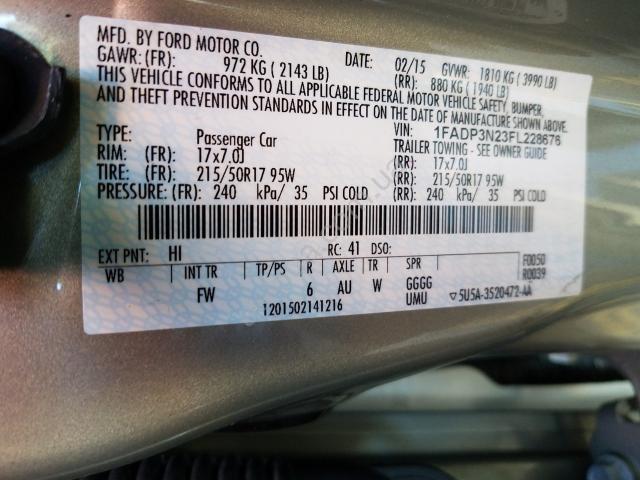 MFD. BY FORD MOTOR CO. DATE: 02/15 GVWR: 1810 KG ( 3990 LB)
GAWR: (FR): 972 KG ( 2143 LB) (RR): 880 KG ( 1940 LB)
THIS VEHICLE CONFORMS TO ALL APPLICABLE FEDERAL MOTOR VEHICLE SAFETY, BUMPER,
AND THEFT PREVENTION STANDARDS IN EFFECT ON THE DATE OF MANUFACTURE SHOWN ABOVE.
VIN: 1FADP3N23FL228676
TYPE: Passenger Car TRAILER TOWING - SEE OWNER GUIDE
RIM: (FR): 17x7.0J (RR): 17x7.0J
TIRE: (FR): 215/50R17 95W (RR): 215/50R17 95W
PRESSURE: (FR): 240 kPa/ 35 PSI COLD (RR): 240 kPa/ 35 PSI COLD
EXT PNT: HI RC: 41 DSO: F0050
WB INT TR TP/PS R AXLE TR SPR R0039
FW 6 AU W GGGG
1201502141216 UMU ▽5U5A-3520472-AA